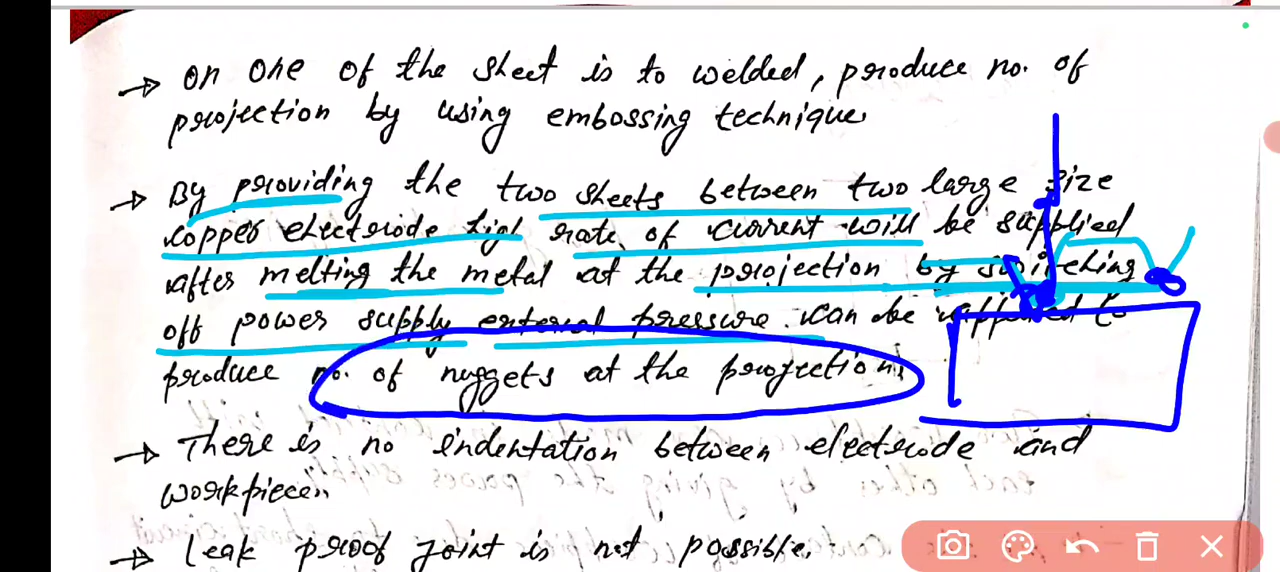 → on one of the sheet is to welded, produce no. of
projection by using embossing technique.
→ By providing the two sheets between two large size
copper electrode high rate of current will be supplied
after melting the metal at the projection by switching
off power supply external pressure can be applied to
produce no. of nuggets at the projection.
→ There is no indentation between electrode and
workpiece.
→ Leak proof joint is not possible.